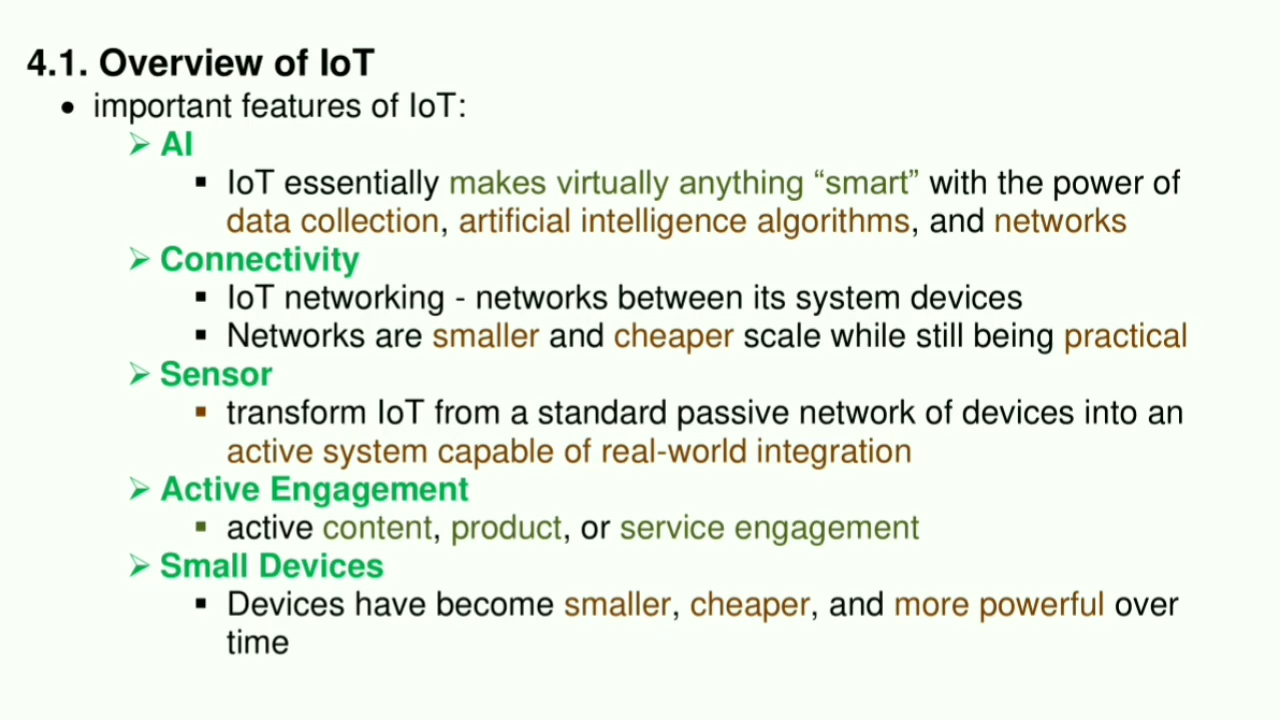 4.1. Overview of IoT
• important features of IoT:
➢ AI
▪ IoT essentially makes virtually anything “smart” with the power of
data collection, artificial intelligence algorithms, and networks
➢ Connectivity
▪ IoT networking - networks between its system devices
▪ Networks are smaller and cheaper scale while still being practical
➢ Sensor
▪ transform IoT from a standard passive network of devices into an
active system capable of real-world integration
➢ Active Engagement
▪ active content, product, or service engagement
➢ Small Devices
▪ Devices have become smaller, cheaper, and more powerful over
time